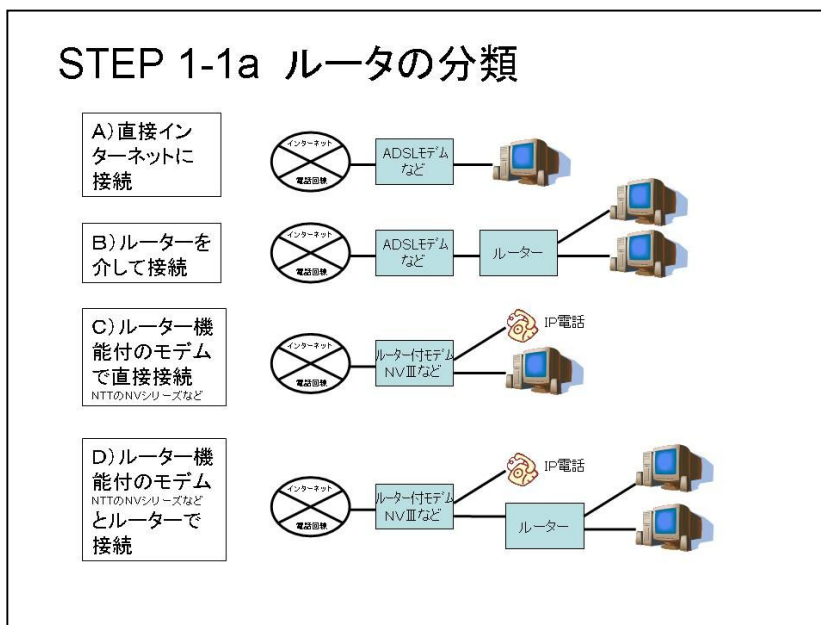 STEP 1-1a ルータの分類
A)直接イン
ターネットに
接続
インターネット
電話回線
ADSLモデム
など
B)ルーターを
介して接続
インターネット
電話回線
ADSLモデム
など
ルーター
C)ルーター機
能付のモデム
で直接接続
NTTのNVシリーズなど
インターネット
電話回線
ルーター付モデム
NVⅢなど
IP電話
D)ルーター機
能付のモデム
NTTのNVシリーズなど
とルーターで
接続
インターネット
電話回線
ルーター付モデム
NVⅢなど
IP電話
ルーター